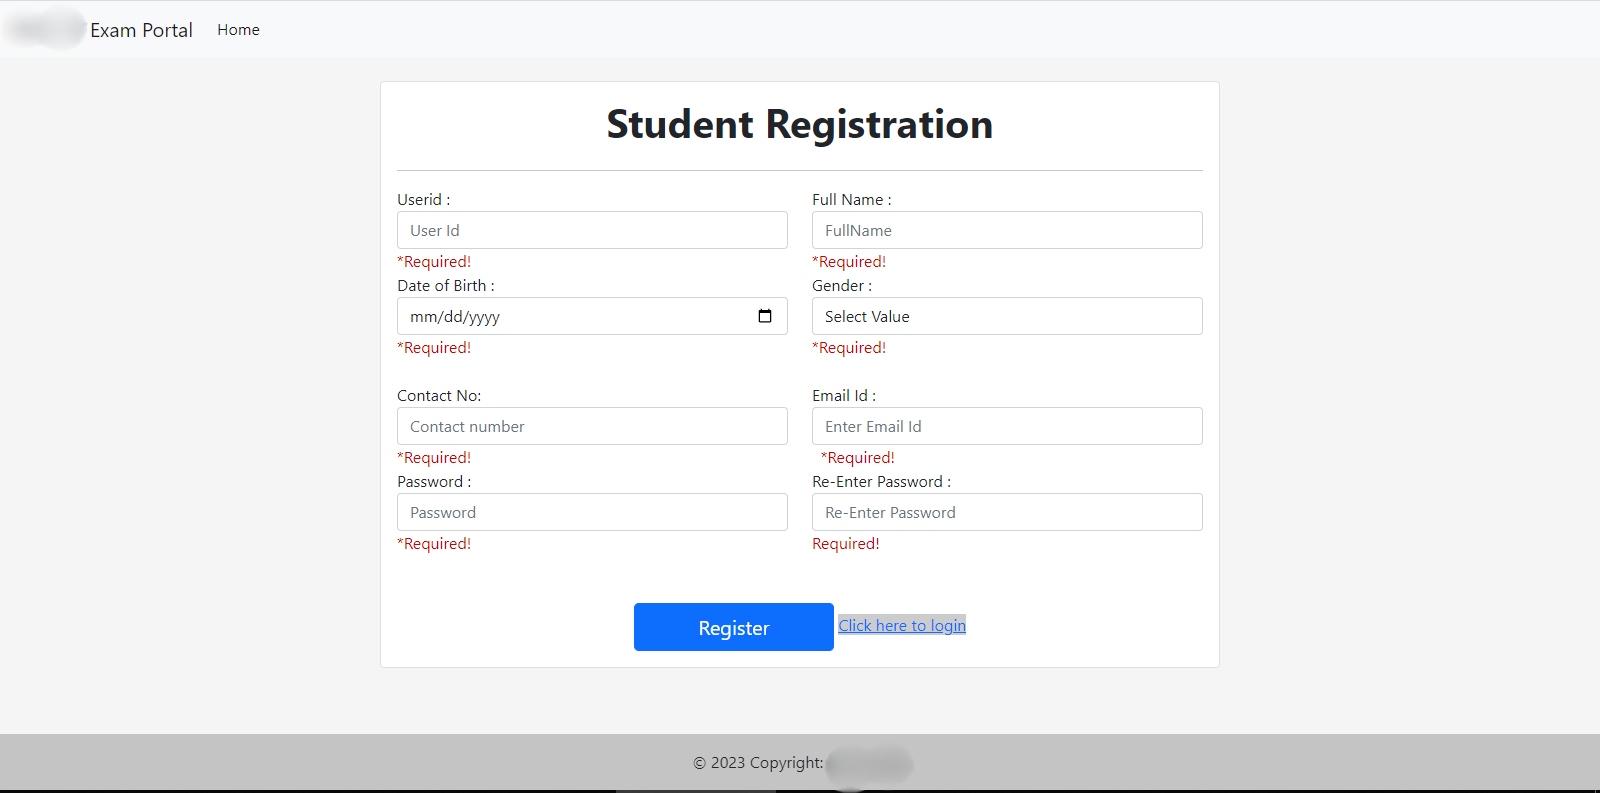 Exam Portal Home
Student Registration
Userid : Full Name :
User Id FullName
*Required! *Required!
Date of Birth : Gender :
mm/dd/yyyy Select Value
*Required! *Required!
Contact No: Email Id :
Contact number Enter Email Id
*Required! *Required!
Password : Re-Enter Password :
Password Re-Enter Password
*Required! Required!
Register Click here to login
© 2023 Copyright: